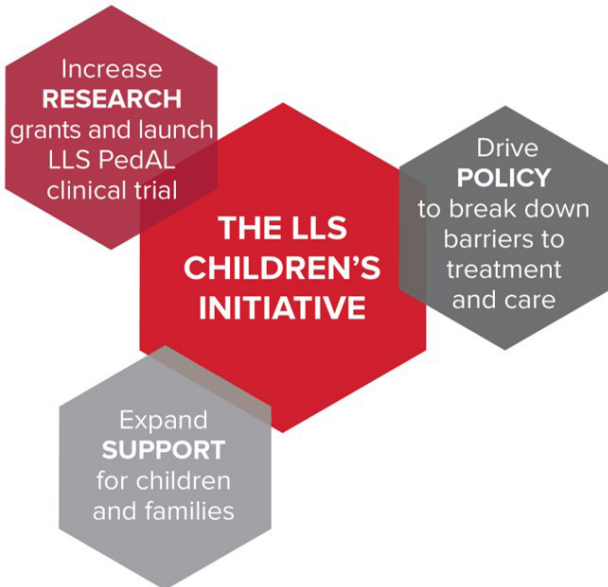 Increase
RESEARCH
grants and launch
LLS PedAL
clinical trial
THE LLS
CHILDREN’S
INITIATIVE
Drive
POLICY
to break down
barriers to
treatment
and care
Expand
SUPPORT
for children
and families